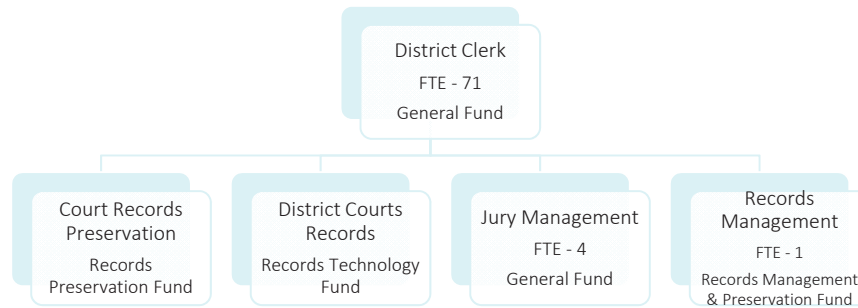 District Clerk
FTE - 71
General Fund
Court Records
Preservation
Records
Preservation Fund
District Courts
Records
Records Technology
Fund
Jury Management
FTE - 4
General Fund
Records
Management
FTE - 1
Records Management
& Preservation Fund